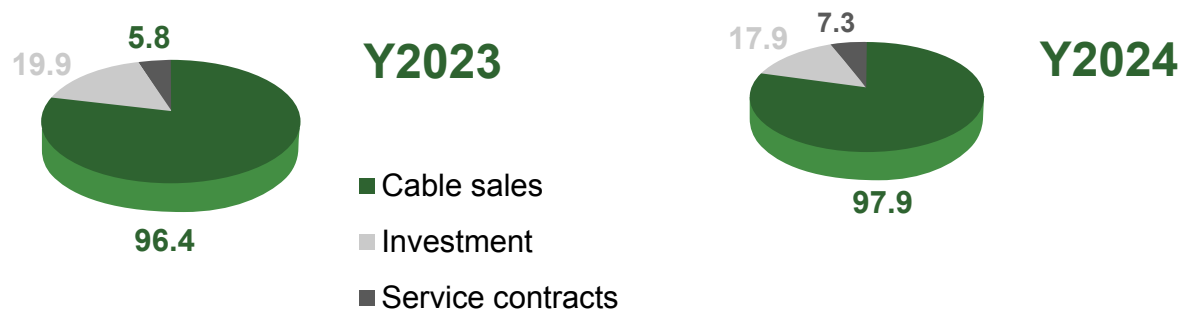 5.8
19.9
Y2023
96.4
Cable sales
Investment
Service contracts
7.3
17.9
Y2024
97.9